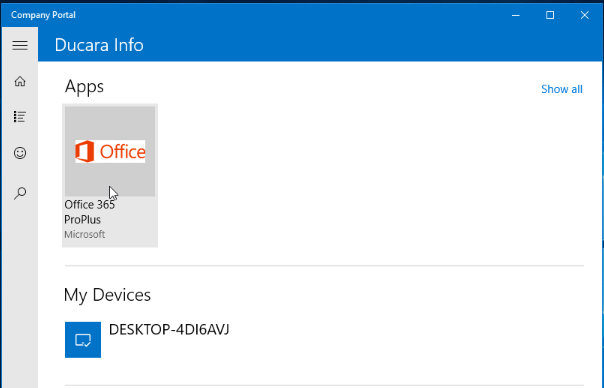 Company Portal
Ducara Info
Apps
Show all
Office
Office 365
ProPlus
Microsoft
My Devices
DESKTOP-4DI6AVJ